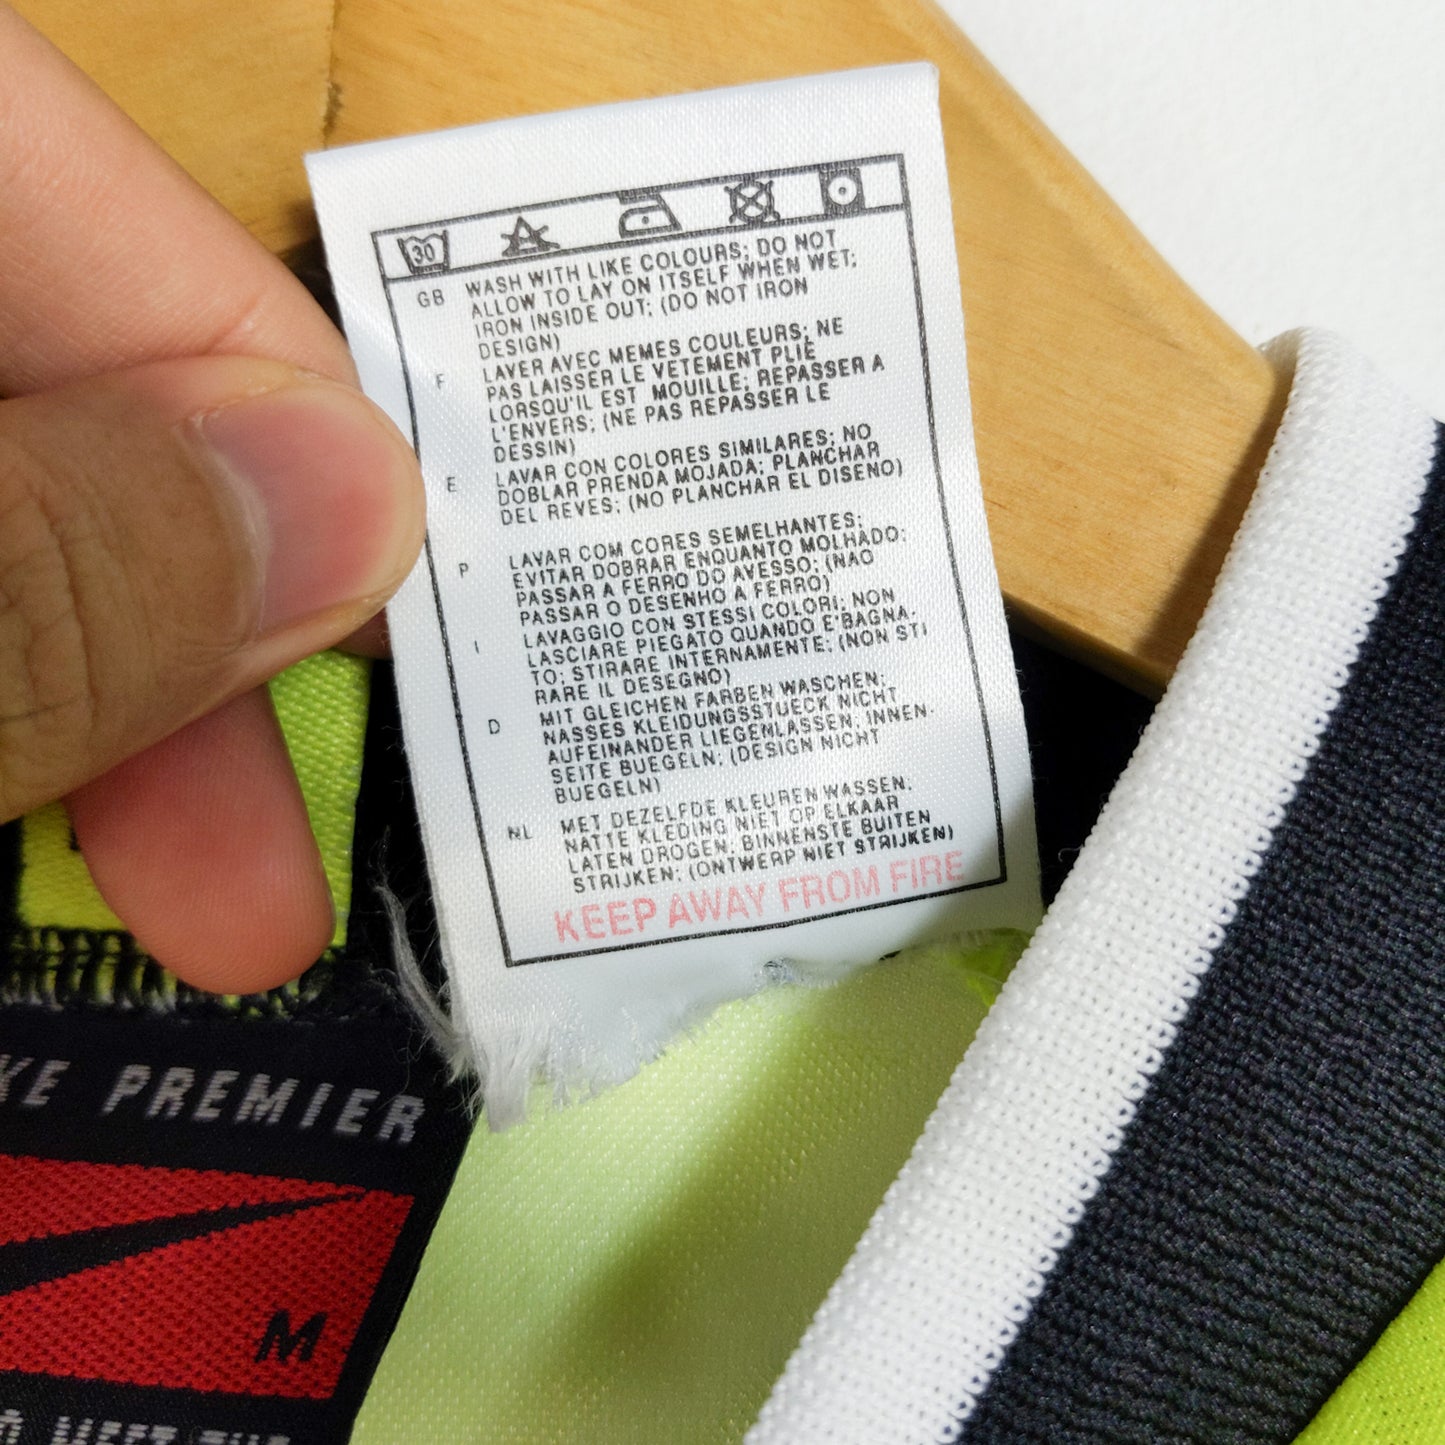 30
GB WASH WITH LIKE COLOURS; DO NOT
ALLOW TO LAY ON ITSELF WHEN WET;
IRON INSIDE OUT; (DO NOT IRON
DESIGN)
F LAVER AVEC MEMES COULEURS; NE
PAS LAISSER LE VETEMENT PLIE
LORSQU'IL EST MOUILLE; REPASSER A
L'ENVERS; (NE PAS REPASSER LE
DESSIN)
E LAVAR CON COLORES SIMILARES; NO
DOBLAR PRENDA MOJADA; PLANCHAR
DEL REVES; (NO PLANCHAR EL DISENO)
P LAVAR COM CORES SEMELHANTES;
EVITAR DOBRAR ENQUANTO MOLHADO;
PASSAR A FERRO DO AVESSO; (NAO
PASSAR O DESENHO A FERRO)
I LAVAGGIO CON STESSI COLORI; NON
LASCIARE PIEGATO QUANDO E'BAGNA-
TO; STIRARE INTERNAMENTE; (NON STI
RARE IL DESEGNO)
D MIT GLEICHEN FARBEN WASCHEN;
NASSES KLEIDUNGSSTUECK NICHT
AUFEINANDER LIEGENLASSEN; INNEN-
SEITE BUEGELN; (DESIGN NICHT
BUEGELN)
NL MET DEZELFDE KLEUREN WASSEN;
NATTE KLEDING NIET OP ELKAAR
LATEN DROGEN; BINNENSTE BUITEN
STRIJKEN; (ONTWERP NIET STRIJKEN)
KEEP AWAY FROM FIRE
KE PREMIER
M
O MEET THE